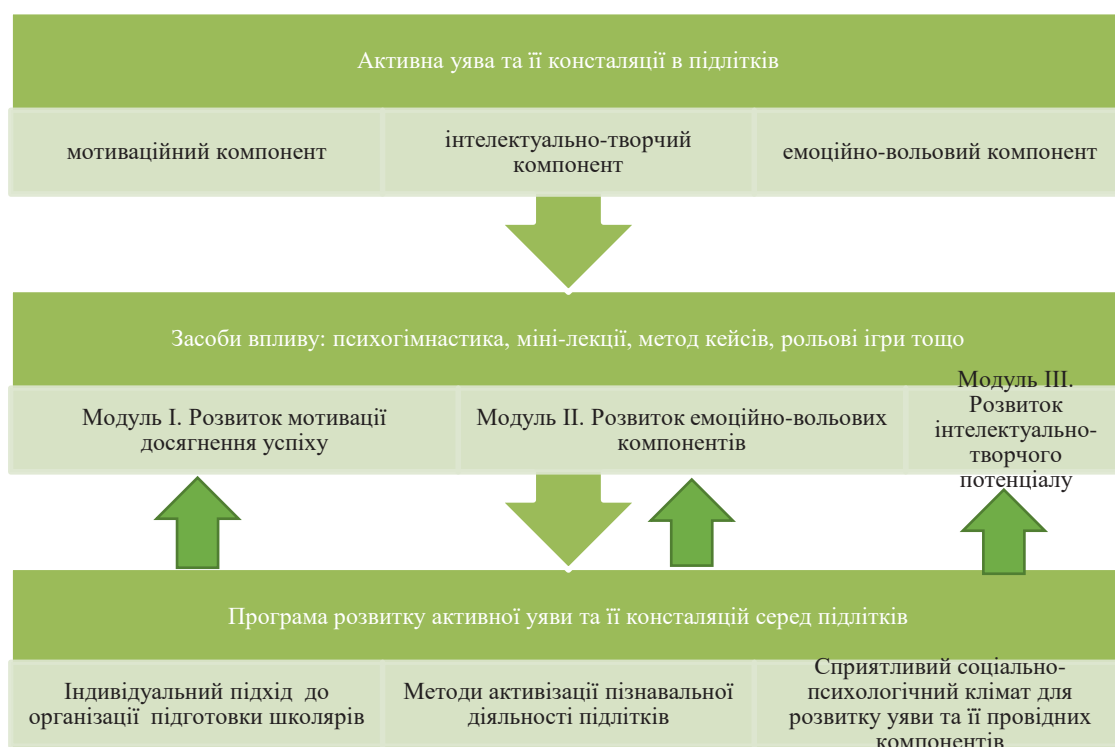 Активна уява та її консталяції в підлітків
мотиваційний компонент
інтелектуально-творчий
компонент
емоційно-вольовий компонент
Засоби впливу: психогімнастика, міні-лекції, метод кейсів, рольові ігри тощо
Модуль І. Розвиток мотивації
досягнення успіху
Модуль ІІ. Розвиток емоційно-вольових
компонентів
Модуль ІІІ.
Розвиток
інтелектуально-
творчого
потенціалу
Програма розвитку активної уяви та її консталяцій серед підлітків
Індивідуальний підхід до
організації підготовки школярів
Методи активізації пізнавальної
діяльності підлітків
Сприятливий соціально-
психологічний клімат для
розвитку уяви та її провідних
компонентів